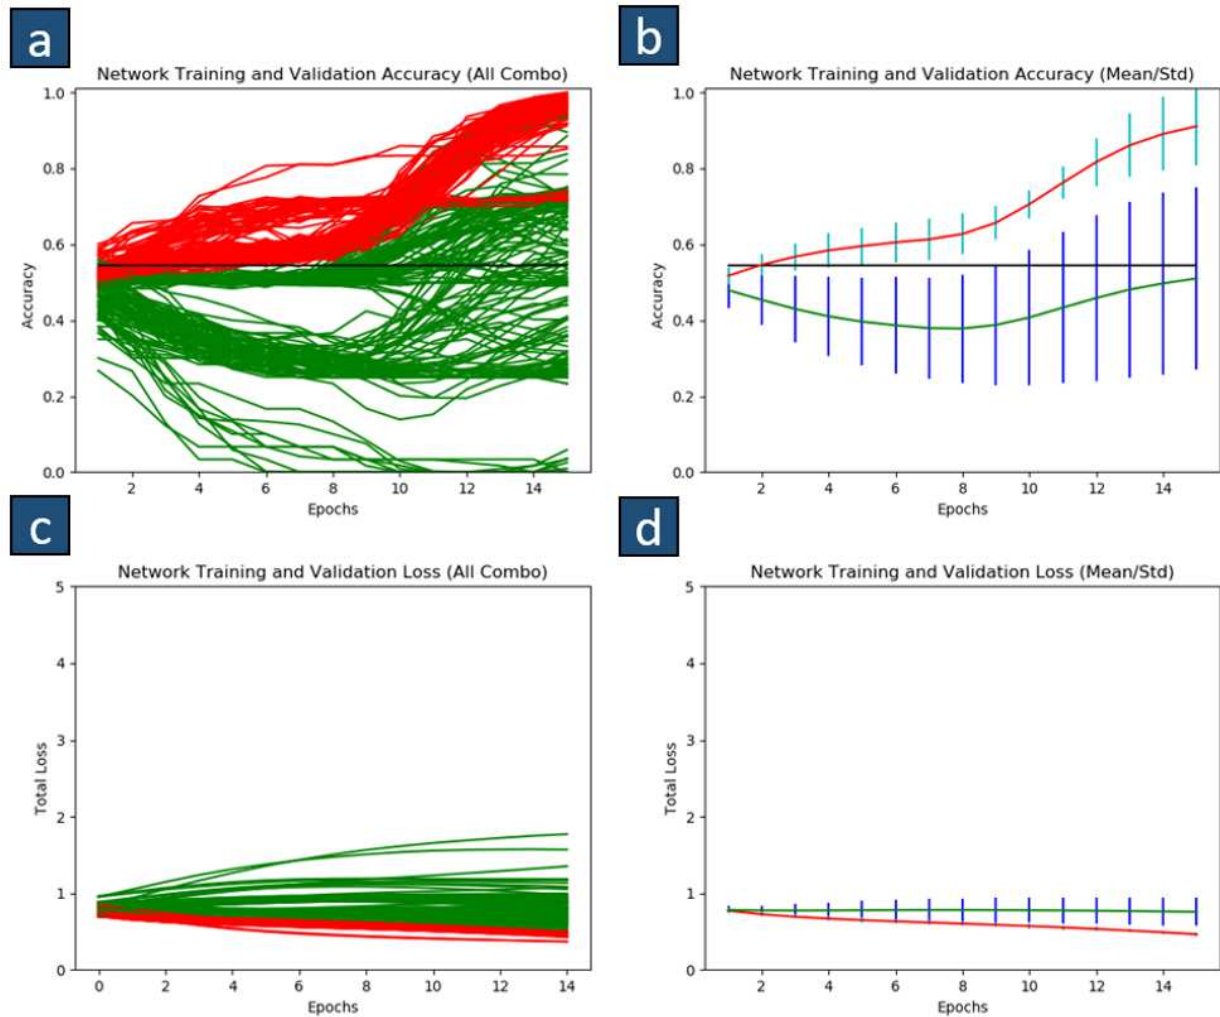 a
Network Training and Validation Accuracy (All Combo)
1.0
0.8
0.6
0.4
0.2
0.0
Accuracy
2 4 6 8 10 12 14
Epochs
b
Network Training and Validation Accuracy (Mean/Std)
1.0
0.8
0.6
0.4
0.2
0.0
Accuracy
2 4 6 8 10 12 14
Epochs
c
Network Training and Validation Loss (All Combo)
5
4
3
2
1
0
Total Loss
0 2 4 6 8 10 12 14
Epochs
d
Network Training and Validation Loss (Mean/Std)
5
4
3
2
1
0
Total Loss
2 4 6 8 10 12 14
Epochs